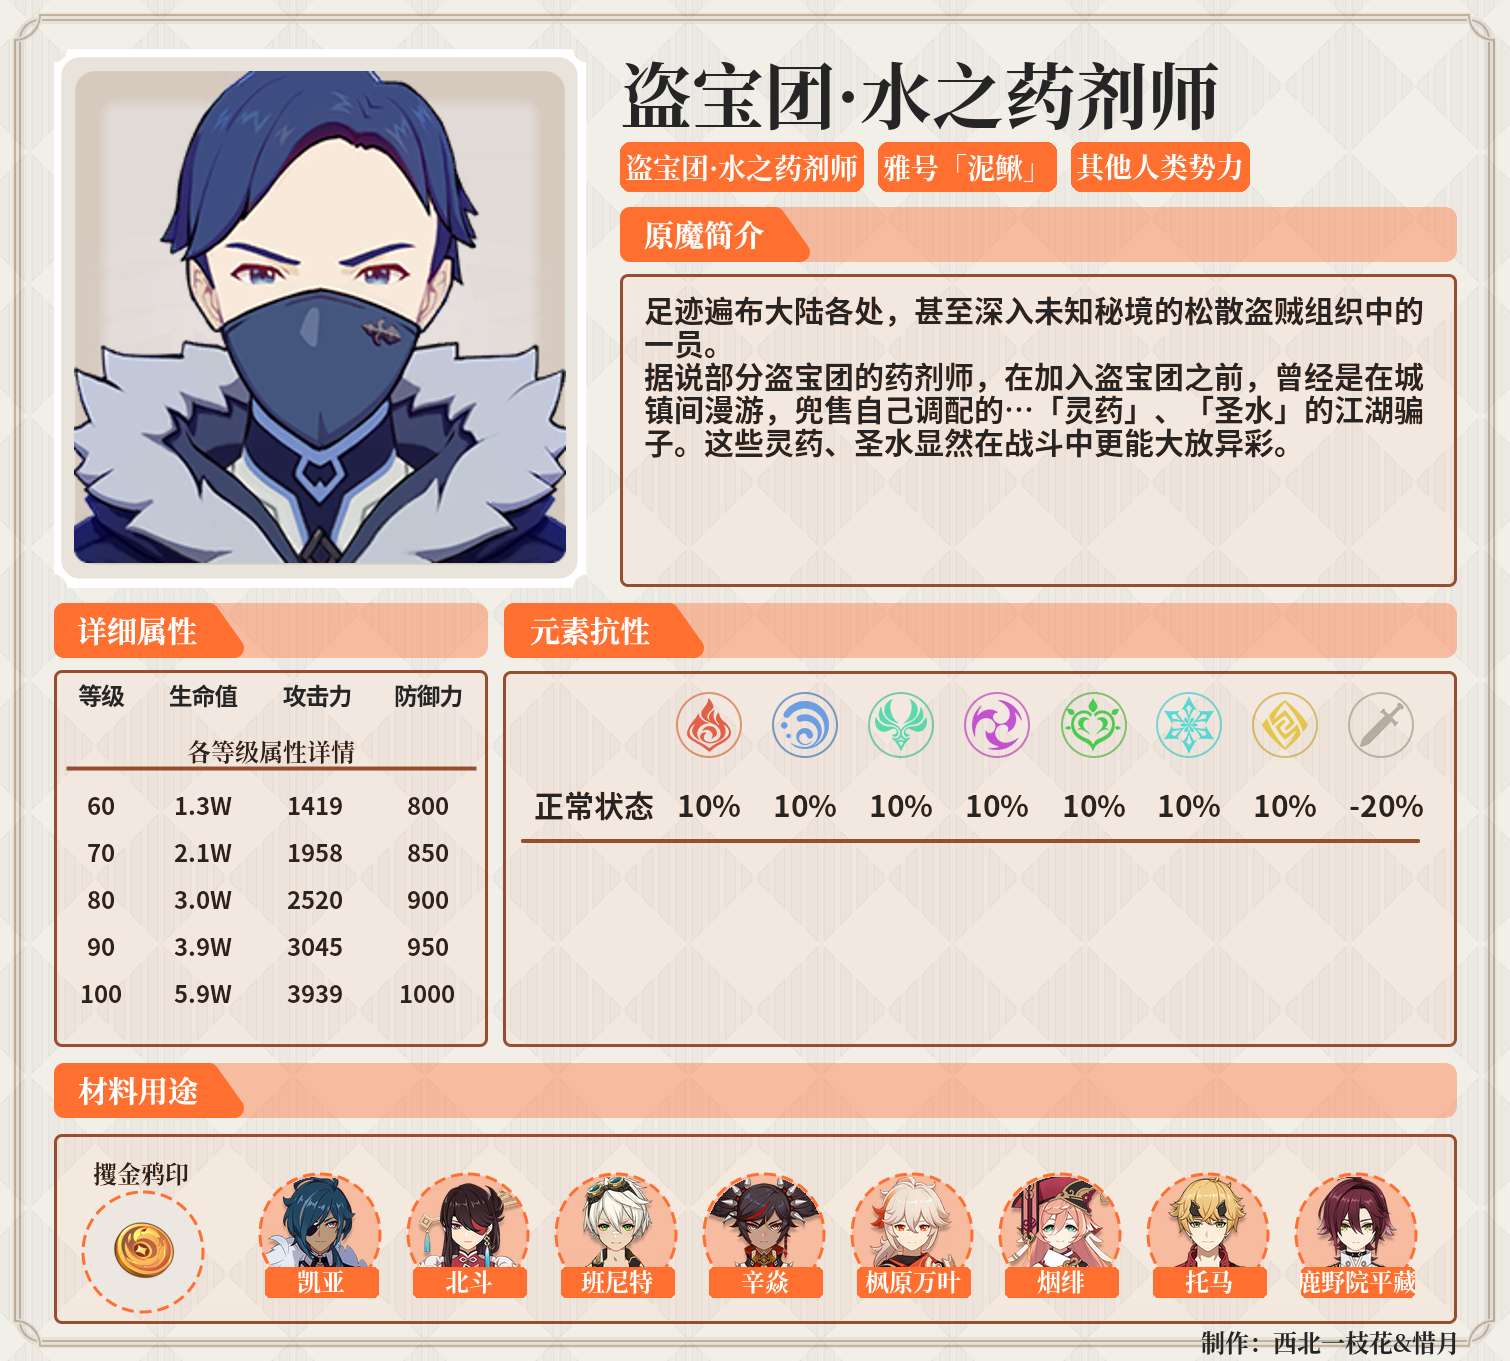 盗宝团·水之药剂师
盗宝团·水之药剂师 雅号「泥鳅」 其他人类势力
原魔简介
足迹遍布大陆各处，甚至深入未知秘境的松散盗贼组织中的
一员。
据说部分盗宝团的药剂师，在加入盗宝团之前，曾经是在城
镇间漫游，兜售自己调配的…「灵药」、「圣水」的江湖骗
子。这些灵药、圣水显然在战斗中更能大放异彩。
详细属性
等级 生命值 攻击力 防御力
各等级属性详情
60 1.3W 1419 800
70 2.1W 1958 850
80 3.0W 2520 900
90 3.9W 3045 950
100 5.9W 3939 1000
元素抗性
正常状态 10% 10% 10% 10% 10% 10% 10% -20%
材料用途
攫金鸦印
凯亚 北斗 班尼特 辛焱 枫原万叶 烟绯 托马 鹿野院平藏
制作：西北一枝花&惜月